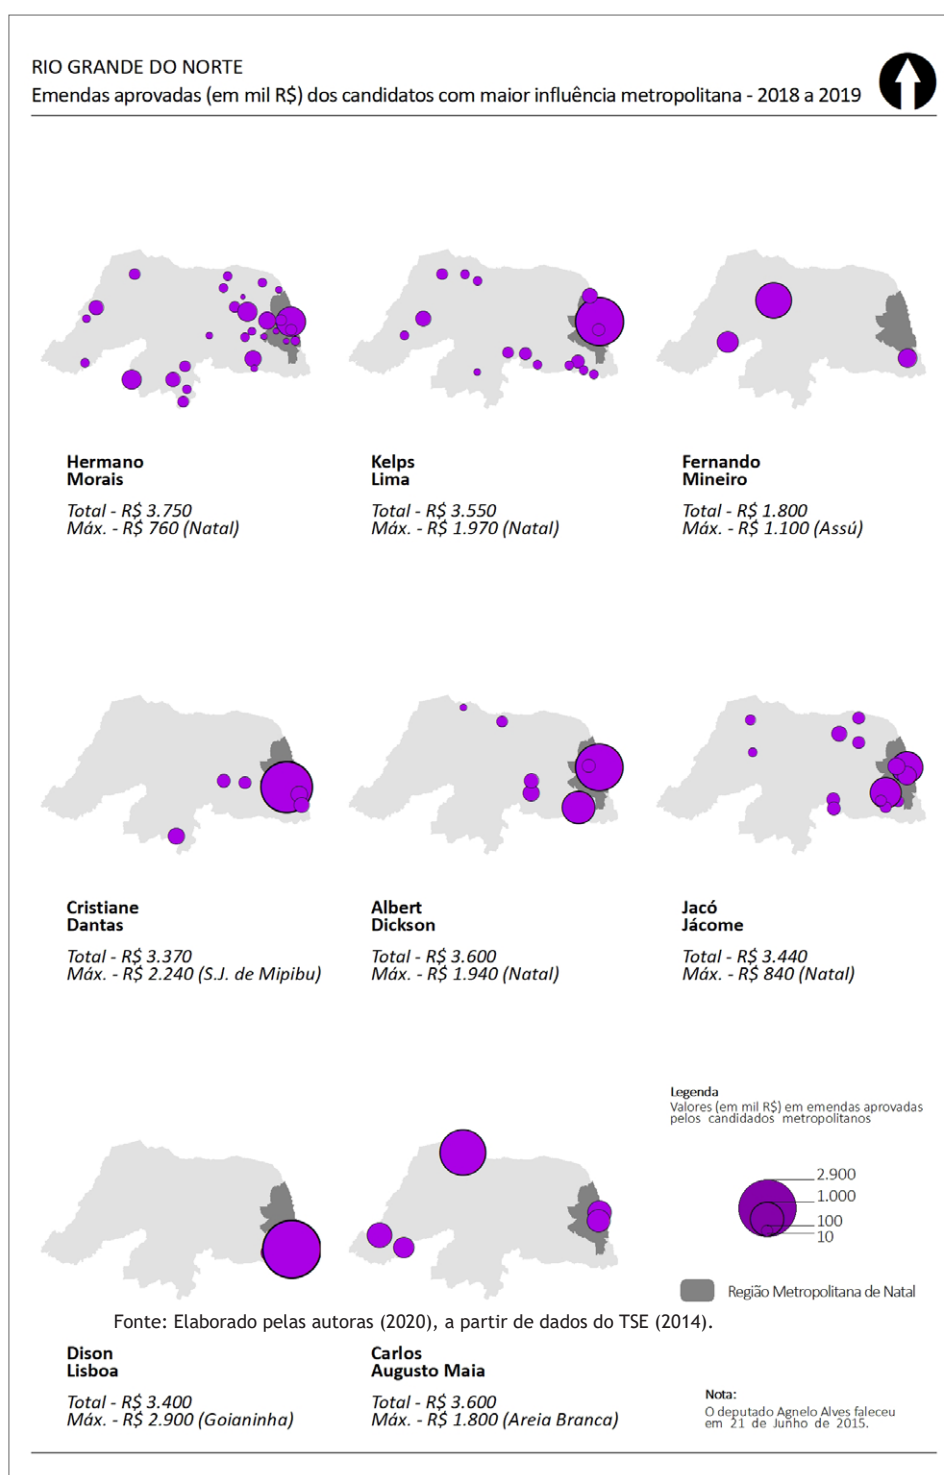 RIO GRANDE DO NORTE
Emendas aprovadas (em mil R$) dos candidatos com maior influência metropolitana - 2018 a 2019
Hermano
Morais
Total - R$ 3.750
Máx. - R$ 760 (Natal)
Kelps
Lima
Total - R$ 3.550
Máx. - R$ 1.970 (Natal)
Fernando
Mineiro
Total - R$ 1.800
Máx. - R$ 1.100 (Assú)
Cristiane
Dantas
Total - R$ 3.370
Máx. - R$ 2.240 (S.J. de Mipibu)
Albert
Dickson
Total - R$ 3.600
Máx. - R$ 1.940 (Natal)
Jacó
Jácome
Total - R$ 3.440
Máx. - R$ 840 (Natal)
Legenda
Valores (em mil R$) em emendas aprovadas
pelos candidados metropolitanos
2.900
1.000
100
10
Região Metropolitana de Natal
Fonte: Elaborado pelas autoras (2020), a partir de dados do TSE (2014).
Dison
Lisboa
Total - R$ 3.400
Máx. - R$ 2.900 (Goianinha)
Carlos
Augusto Maia
Total - R$ 3.600
Máx. - R$ 1.800 (Areia Branca)
Nota:
O deputado Agnelo Alves faleceu
em 21 de Junho de 2015.